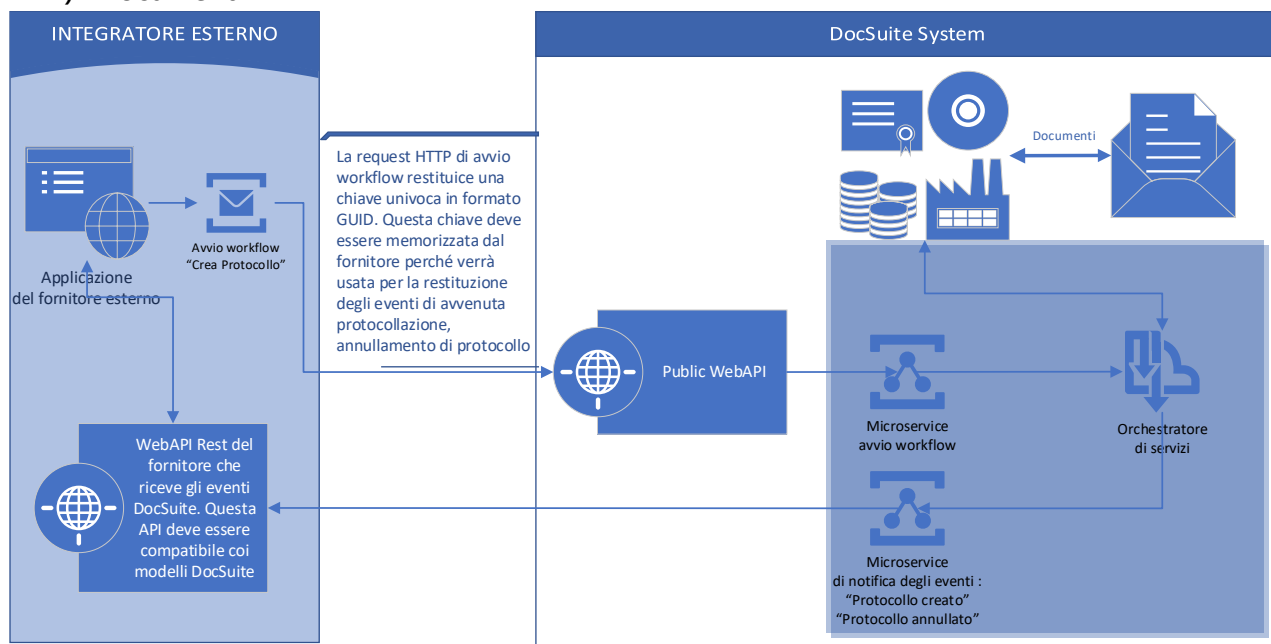 INTEGRATORE ESTERNO
DocSuite System
Documenti
La request HTTP di avvio
workflow restituice una
chiave univoca in formato
GUID. Questa chiave deve
essere memorizzata dal
fornitore perché verrà
usata per la restituzione
degli eventi di avvenuta
protocollazione,
annullamento di protocollo
Avvio workflow
“Crea Protocollo”
Applicazione
del fornitore esterno
Public WebAPI
Microservice
avvio workflow
Orchestratore
di servizi
WebAPI Rest del
fornitore che
riceve gli eventi
DocSuite. Questa
API deve essere
compatibile coi
modelli DocSuite
Microservice
di notifica degli eventi :
“Protocollo creato”
“Protocollo annullato”